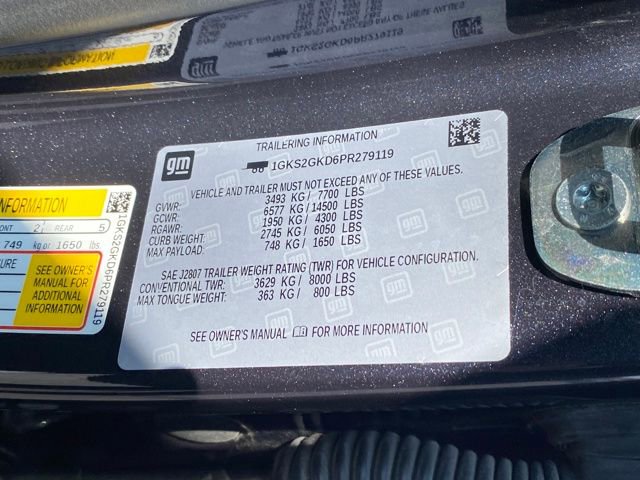 gm
TRAILERING INFORMATION
1GKS2GKD6PR279119
VEHICLE AND TRAILER MUST NOT EXCEED ANY OF THESE VALUES.
GVWR: 3493 KG / 7700 LBS
GCWR: 6577 KG / 14500 LBS
RGAWR: 1950 KG / 4300 LBS
CURB WEIGHT: 2745 KG / 6050 LBS
MAX PAYLOAD: 748 KG / 1650 LBS
SAE J2807 TRAILER WEIGHT RATING (TWR) FOR VEHICLE CONFIGURATION.
CONVENTIONAL TWR: 3629 KG / 8000 LBS
MAX TONGUE WEIGHT: 363 KG / 800 LBS
SEE OWNER'S MANUAL FOR MORE INFORMATION
INFORMATION
2 REAR 5
749 kg or 1650 lbs.
SEE OWNER'S
MANUAL FOR
ADDITIONAL
INFORMATION
1GKS2GKD6PR279119